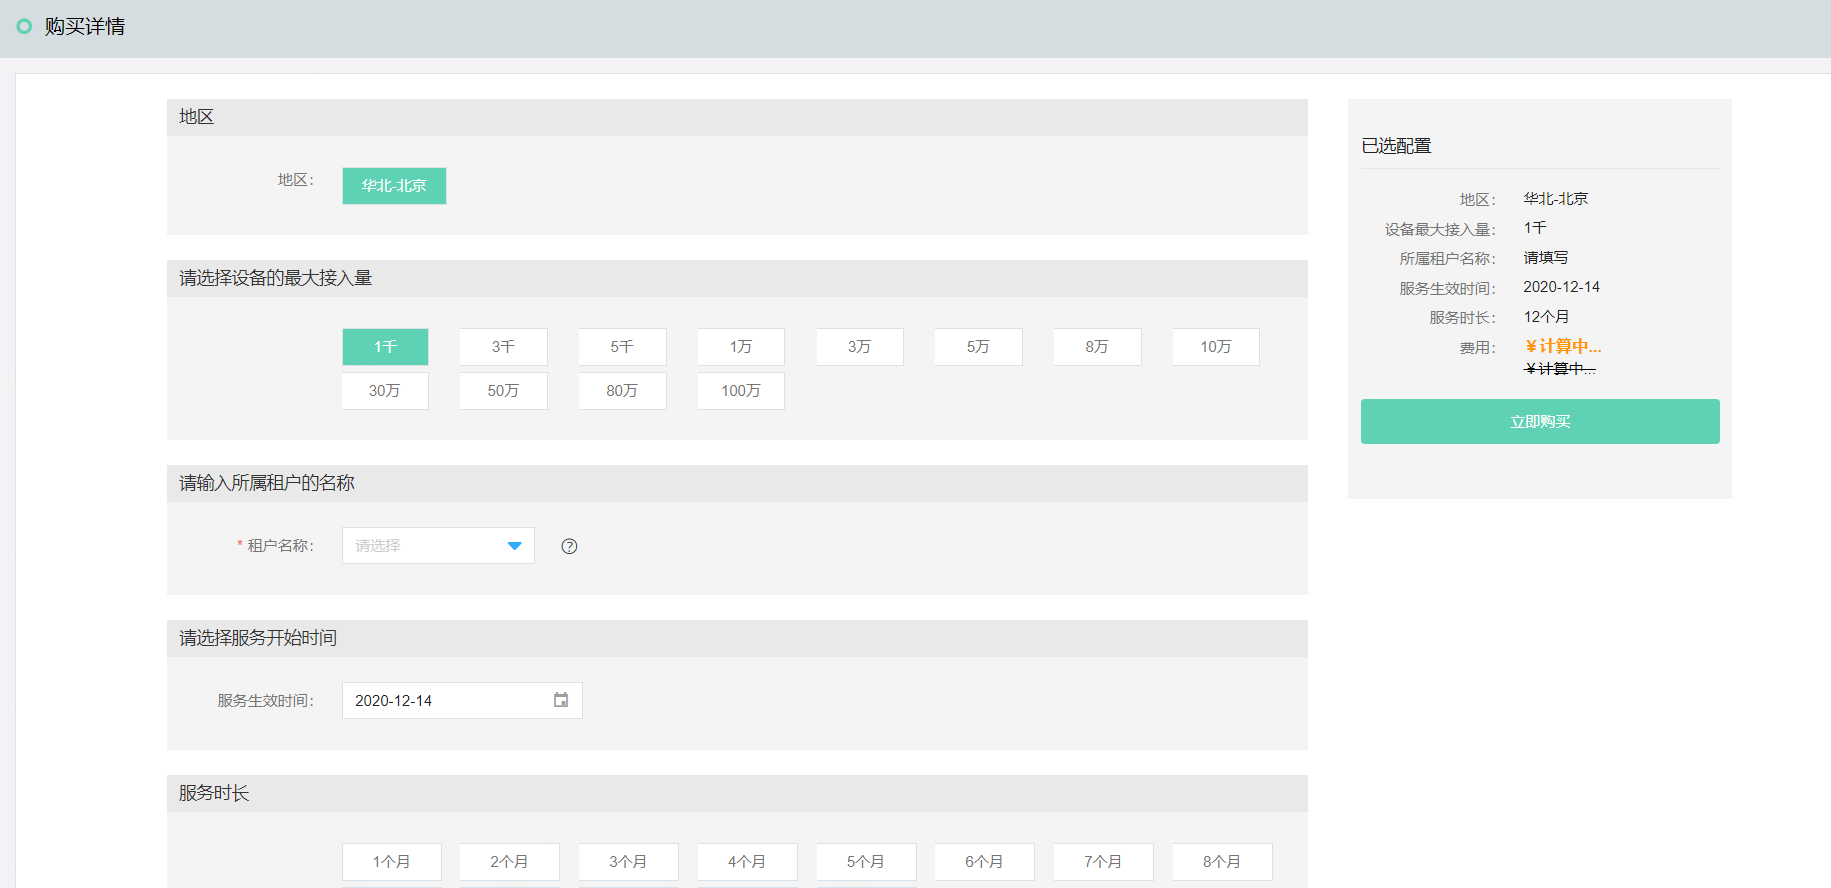 购买详情
地区
地区：
华北-北京
请选择设备的最大接入量
1千 3千 5千 1万 3万 5万 8万 10万
30万 50万 80万 100万
请输入所属租户的名称
* 租户名称： 请选择
请选择服务开始时间
服务生效时间： 2020-12-14
服务时长
1个月 2个月 3个月 4个月 5个月 6个月 7个月 8个月
已选配置
地区： 华北-北京
设备最大接入量： 1千
所属租户名称： 请填写
服务生效时间： 2020-12-14
服务时长： 12个月
费用： ￥计算中...
￥计算中...
立即购买